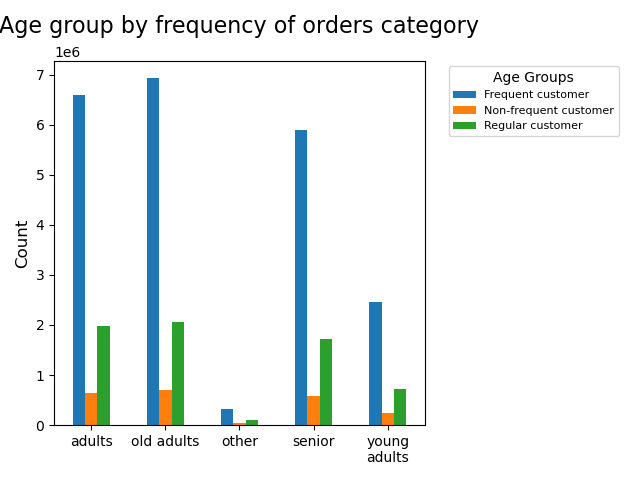 Age group by frequency of orders category
1e6
Age Groups
Frequent customer
Non-frequent customer
Regular customer
7
6
5
4
3
2
1
0
Count
adults
old adults
other
senior
young
adults